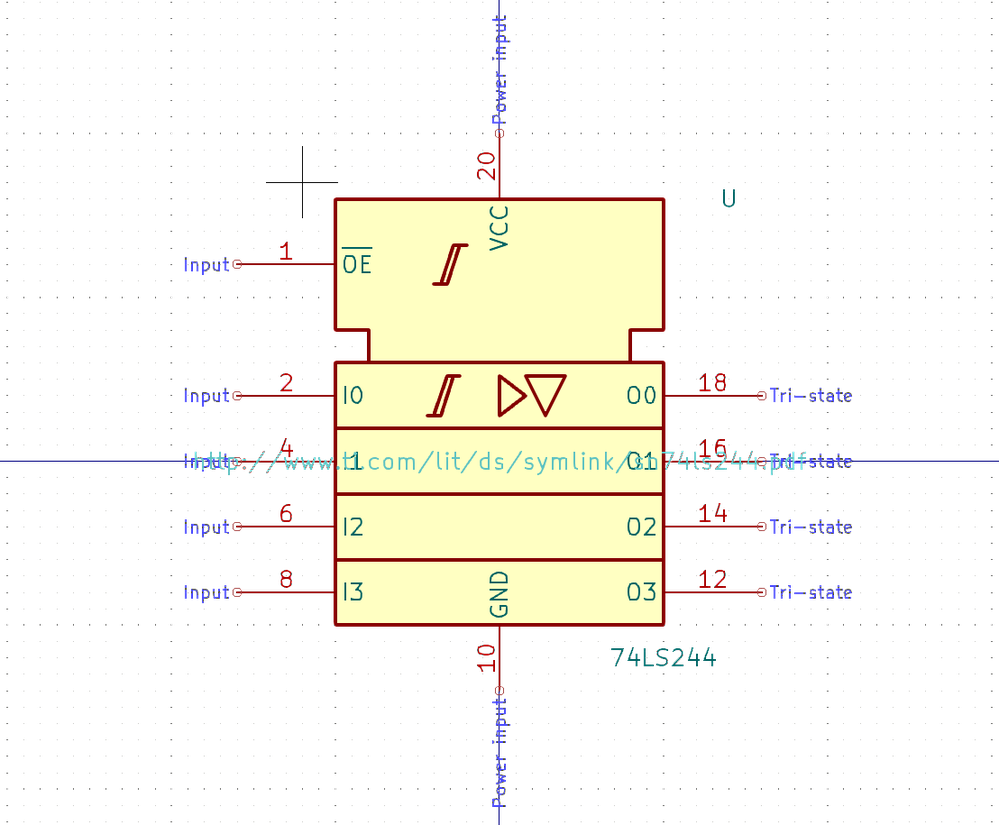 Power input
20
U
VCC
Input 1 OE
Input 2 I0 O0 18 Tri-state
Input 4 I1 O1 16 Tri-state
http://www.ti.com/lit/ds/symlink/sn74ls244.pdf
Input 6 I2 O2 14 Tri-state
Input 8 I3 O3 12 Tri-state
GND
10
74LS244
Power input